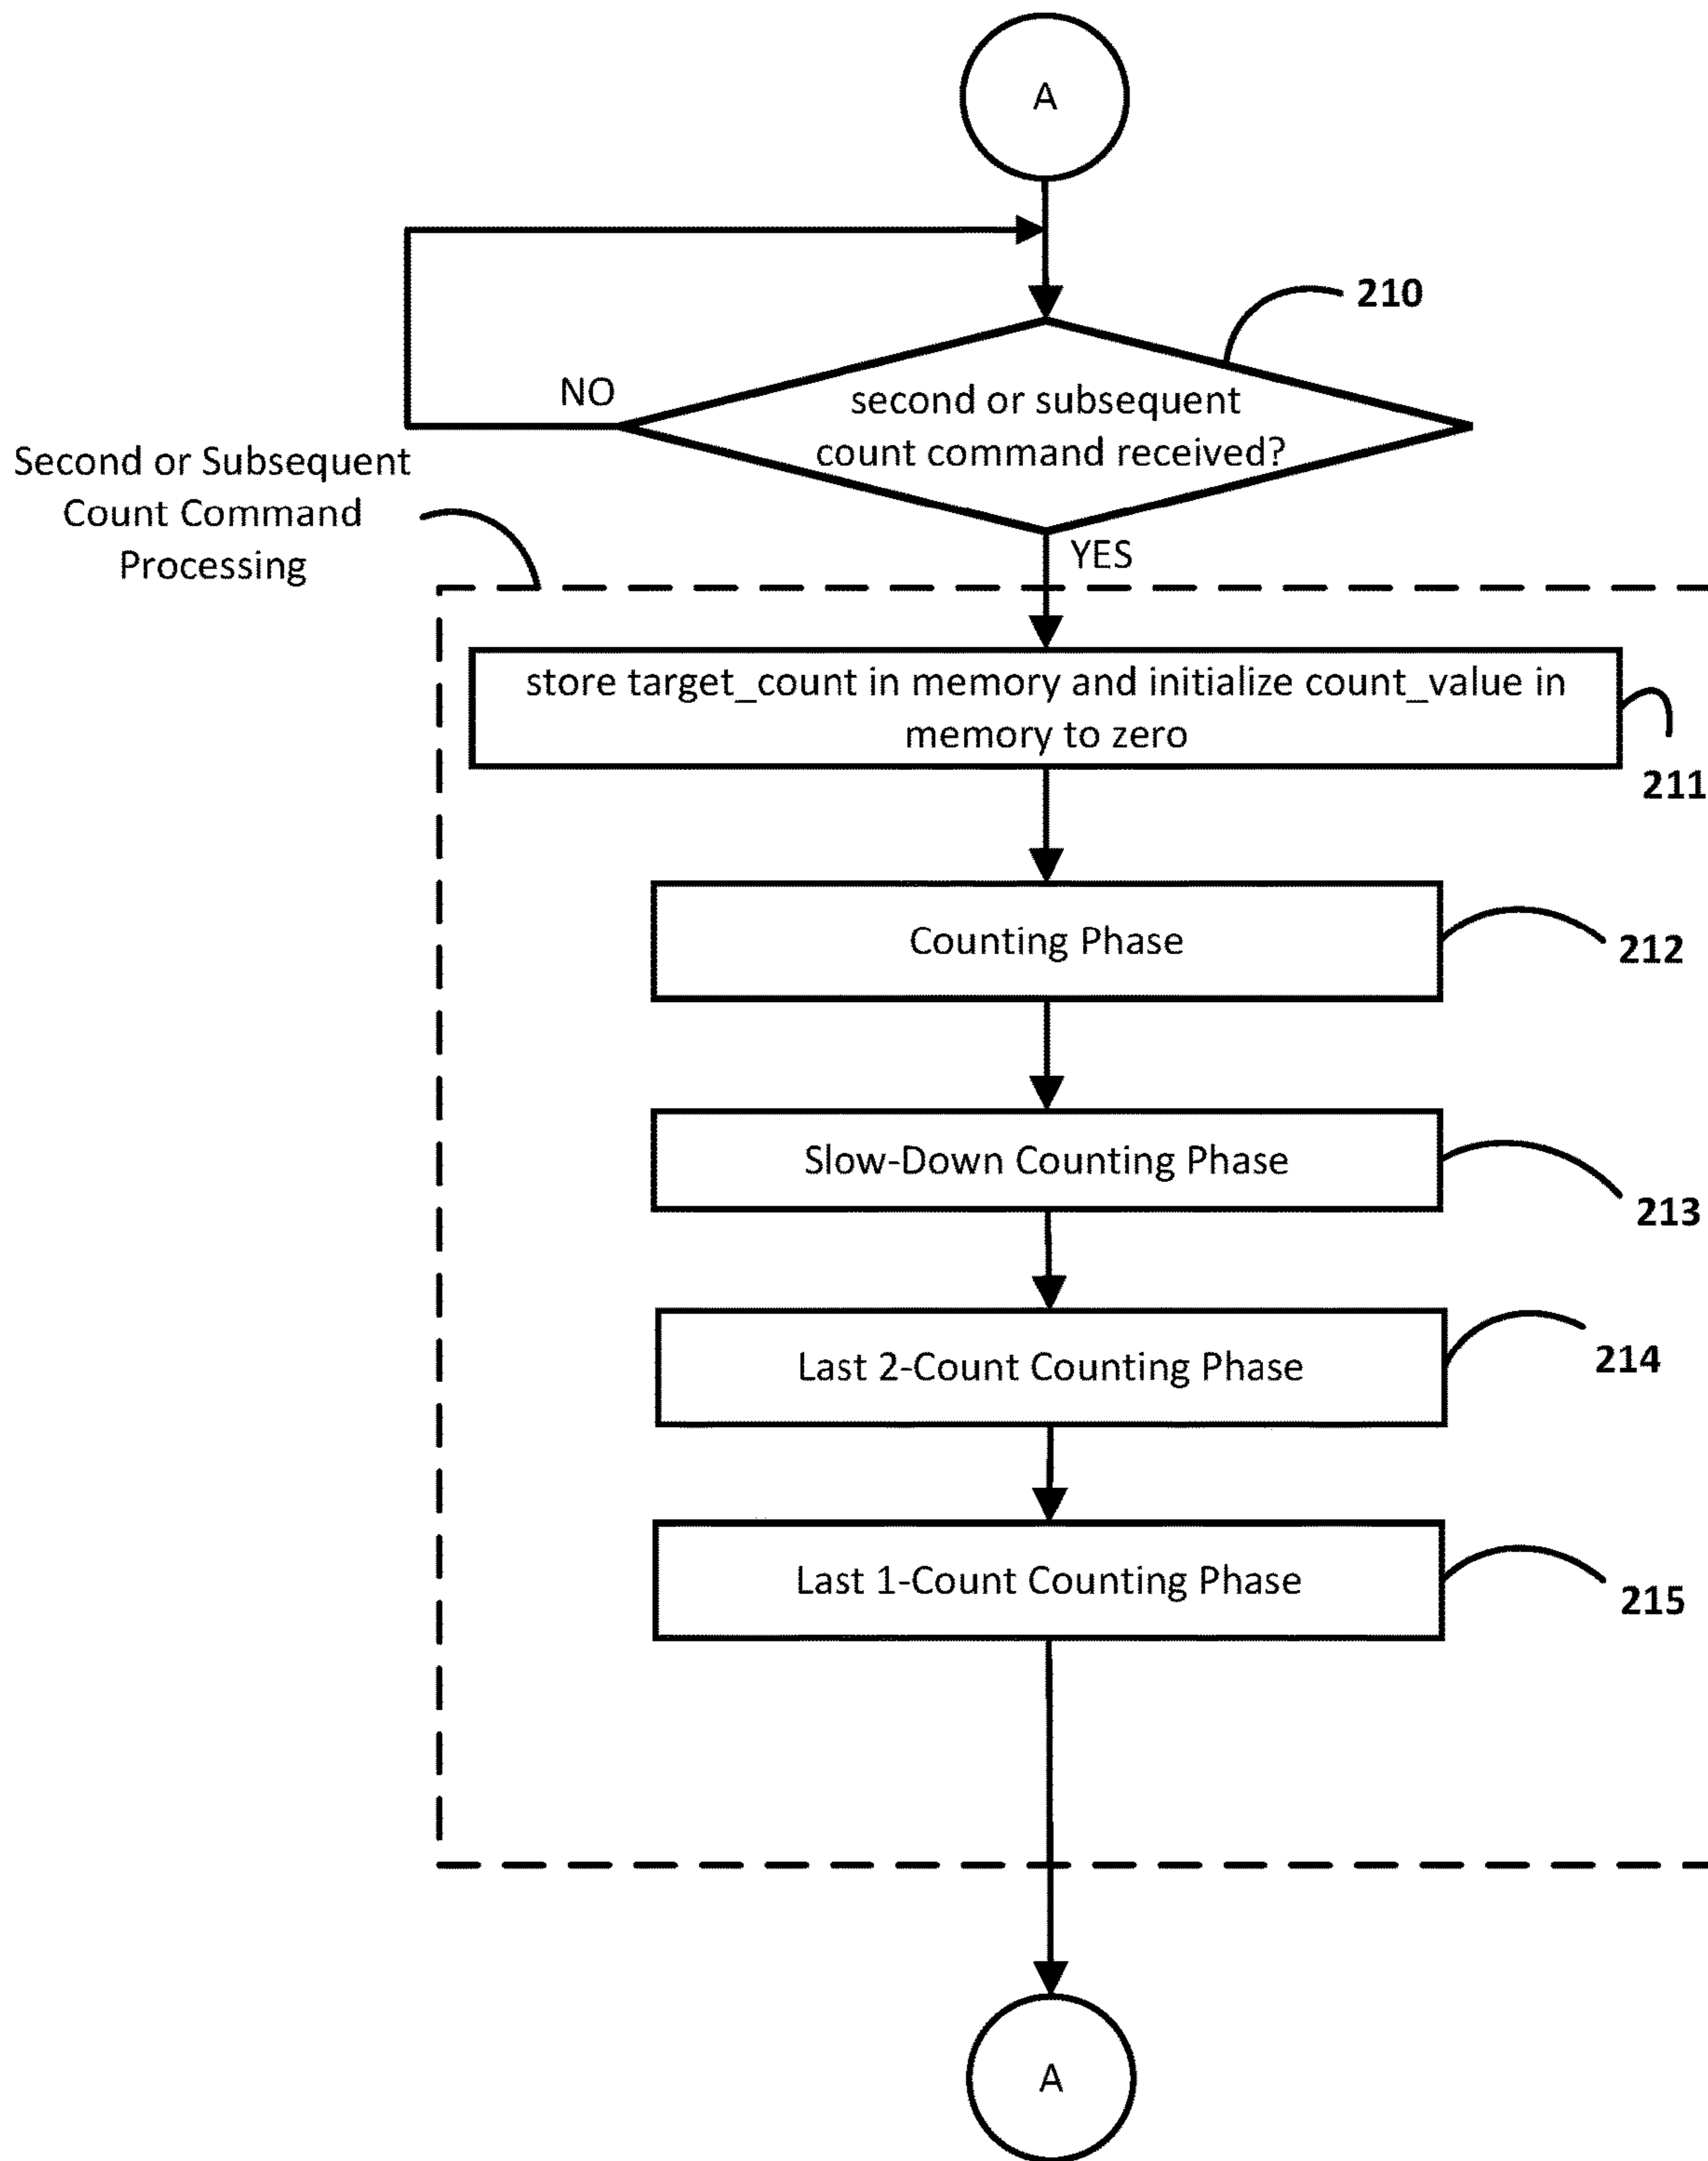 A
210
NO
second or subsequent
count command received?
Second or Subsequent
Count Command
Processing
YES
store target_count in memory and initialize count_value in
memory to zero
211
Counting Phase
212
Slow-Down Counting Phase
213
Last 2-Count Counting Phase
214
Last 1-Count Counting Phase
215
A